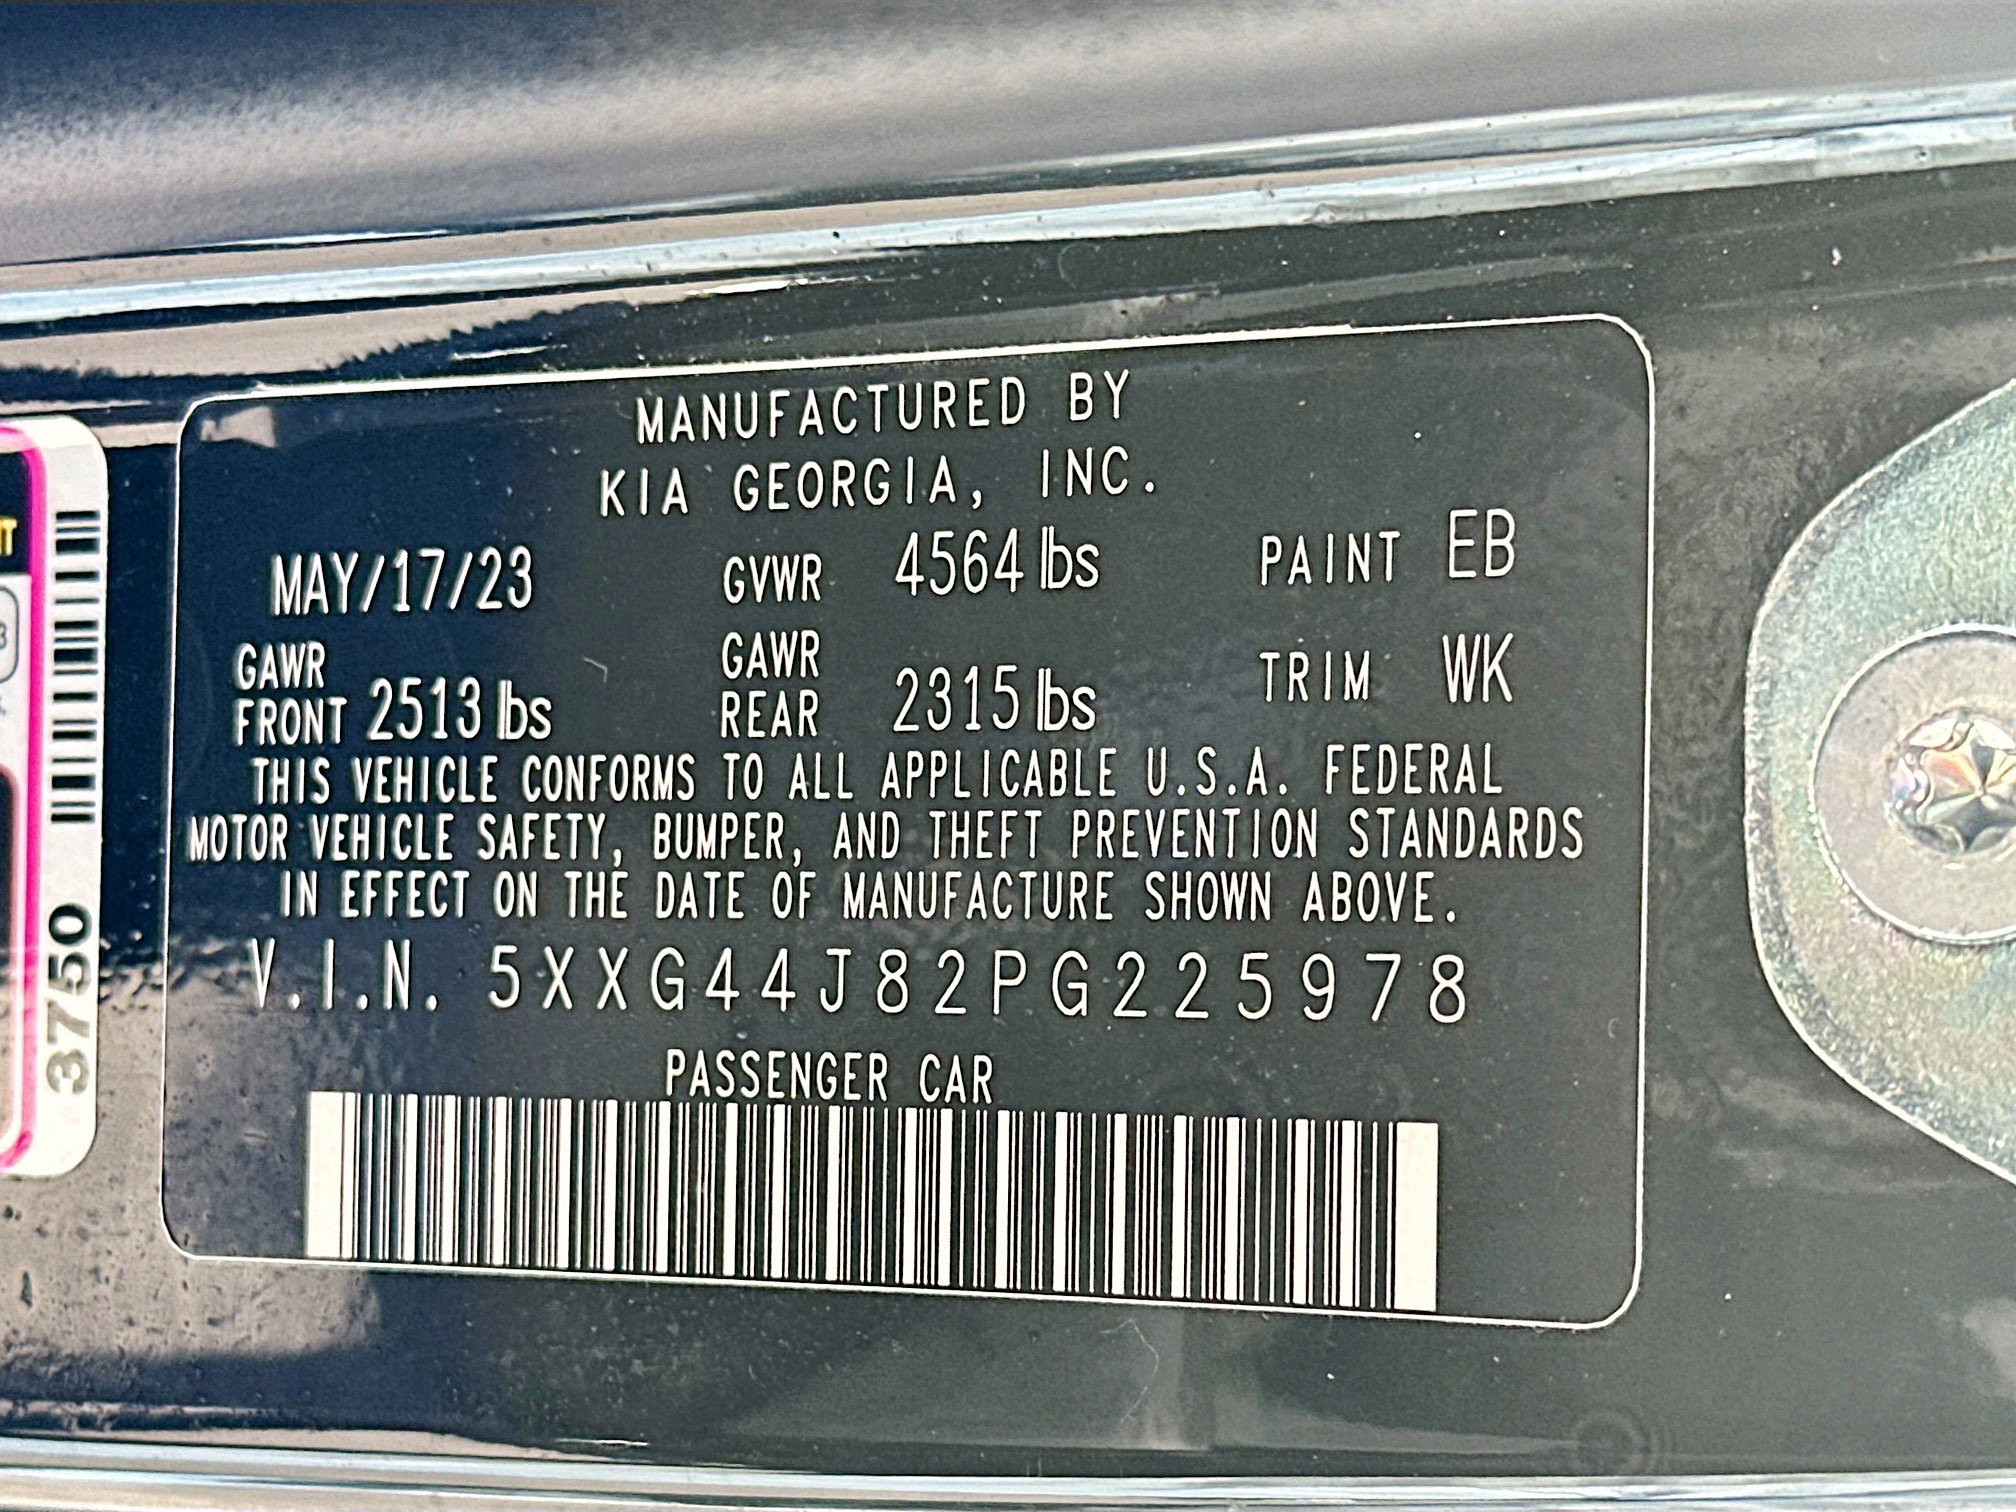 MANUFACTURED BY
KIA GEORGIA, INC.
MAY/17/23 GVWR 4564 lbs PAINT EB
GAWR FRONT 2513 lbs GAWR REAR 2315 lbs TRIM WK
THIS VEHICLE CONFORMS TO ALL APPLICABLE U.S.A. FEDERAL
MOTOR VEHICLE SAFETY, BUMPER, AND THEFT PREVENTION STANDARDS
IN EFFECT ON THE DATE OF MANUFACTURE SHOWN ABOVE.
V.I.N. 5XXG44J82PG225978
PASSENGER CAR
3750